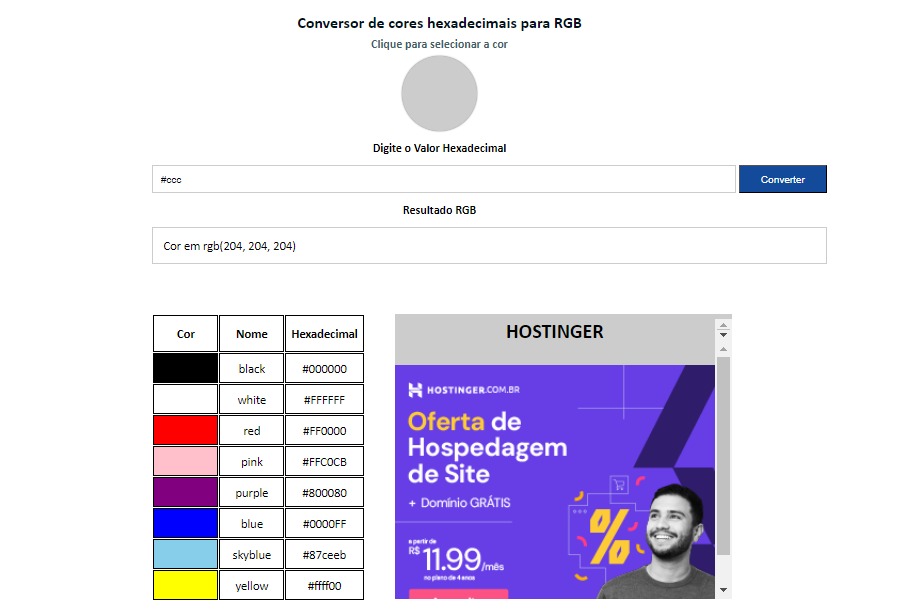 Conversor de cores hexadecimais para RGB
Clique para selecionar a cor
Digite o Valor Hexadecimal
#ccc
Converter
Resultado RGB
Cor em rgb(204, 204, 204)
Cor Nome Hexadecimal
black #000000
white #FFFFFF
red #FF0000
pink #FFC0CB
purple #800080
blue #0000FF
skyblue #87ceeb
yellow #ffff00
HOSTINGER
HOSTINGER.COM.BR
Oferta de
Hospedagem
de Site
+ Domínio GRÁTIS
%
a partir de
R$ 11.99/mês
no plano de 4 anos